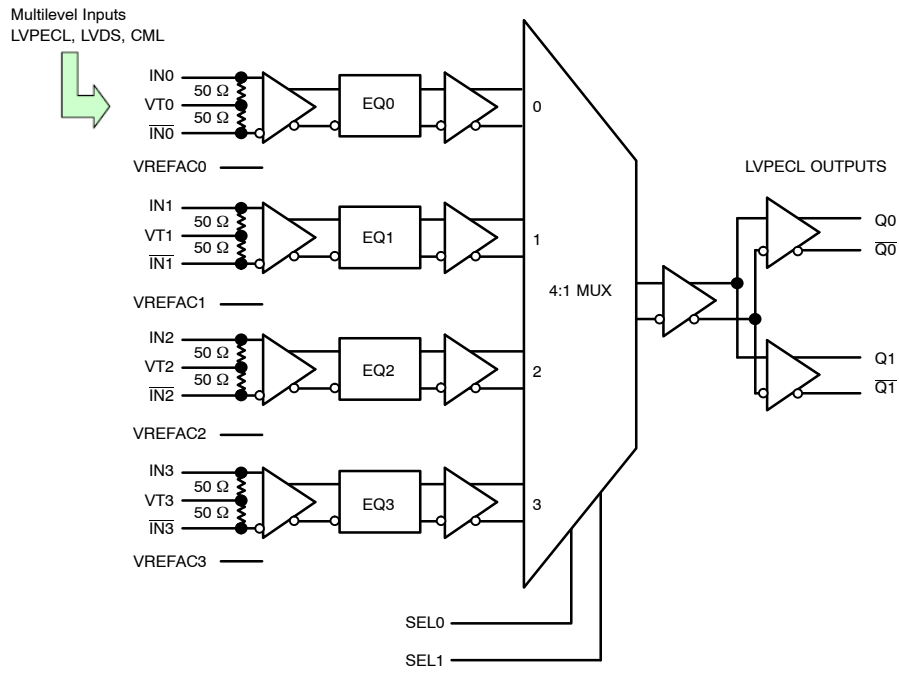 Multilevel Inputs
LVPECL, LVDS, CML
IN0
50 Ω
VT0
50 Ω
IN0
EQ0
0
VREFAC0
IN1
50 Ω
VT1
50 Ω
IN1
EQ1
1
VREFAC1
IN2
50 Ω
VT2
50 Ω
IN2
EQ2
2
VREFAC2
IN3
50 Ω
VT3
50 Ω
IN3
EQ3
3
VREFAC3
4:1 MUX
SEL0
SEL1
LVPECL OUTPUTS
Q0
Q0
Q1
Q1